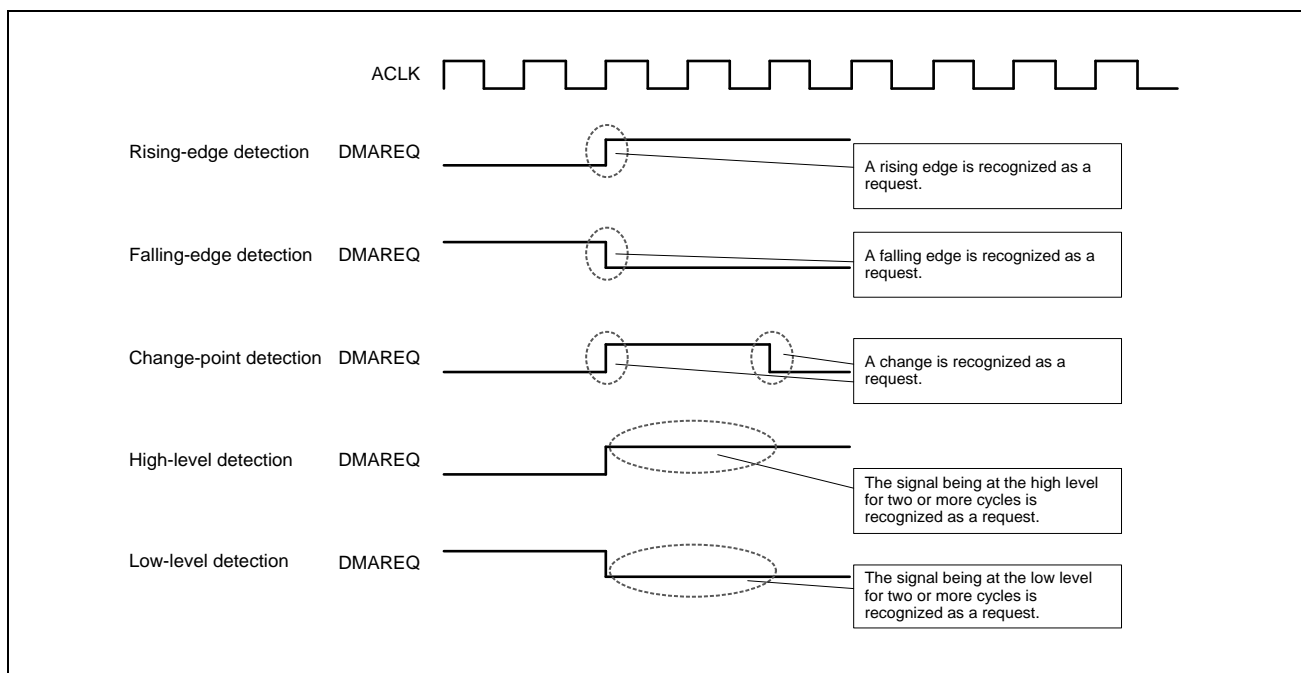 ACLK
Rising-edge detection DMAREQ
A rising edge is recognized as a
request.
Falling-edge detection DMAREQ
A falling edge is recognized as a
request.
Change-point detection DMAREQ
A change is recognized as a
request.
High-level detection DMAREQ
The signal being at the high level
for two or more cycles is
recognized as a request.
Low-level detection DMAREQ
The signal being at the low level
for two or more cycles is
recognized as a request.